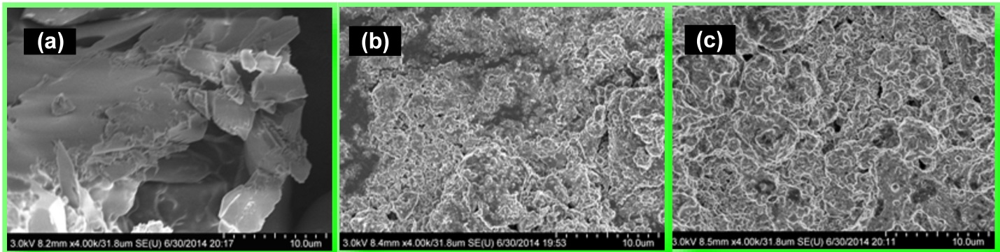 (a)
(b)
(c)
3.0kV 8.2mm x4.00k/31.8um SE(U) 6/30/2014 20:17 10.0um
3.0kV 8.4mm x4.00k/31.8um SE(U) 6/30/2014 19:53 10.0um
3.0kV 8.5mm x4.00k/31.8um SE(U) 6/30/2014 20:11 10.0um